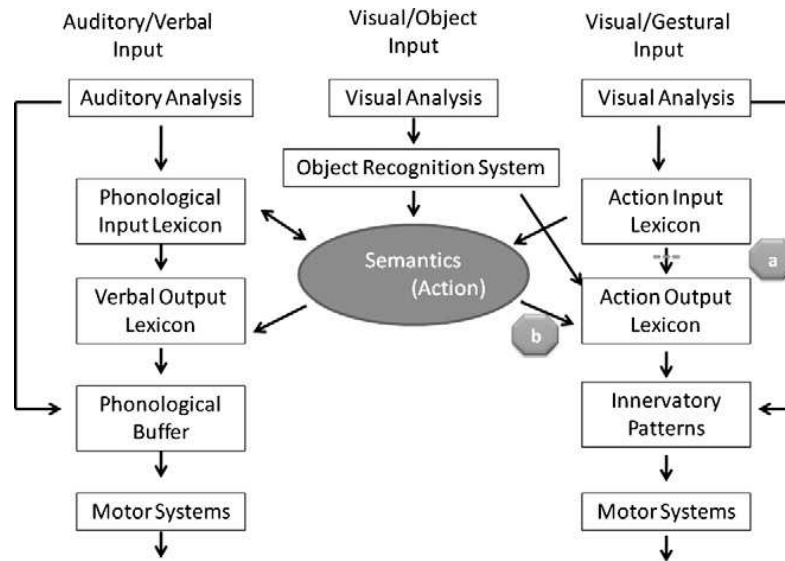 Auditory/Verbal
Input
Visual/Object
Input
Visual/Gestural
Input
Auditory Analysis
Visual Analysis
Visual Analysis
Object Recognition System
Phonological
Input Lexicon
Action Input
Lexicon
Semantics
(Action)
a
Verbal Output
Lexicon
Action Output
Lexicon
b
Phonological
Buffer
Innervatory
Patterns
Motor Systems
Motor Systems